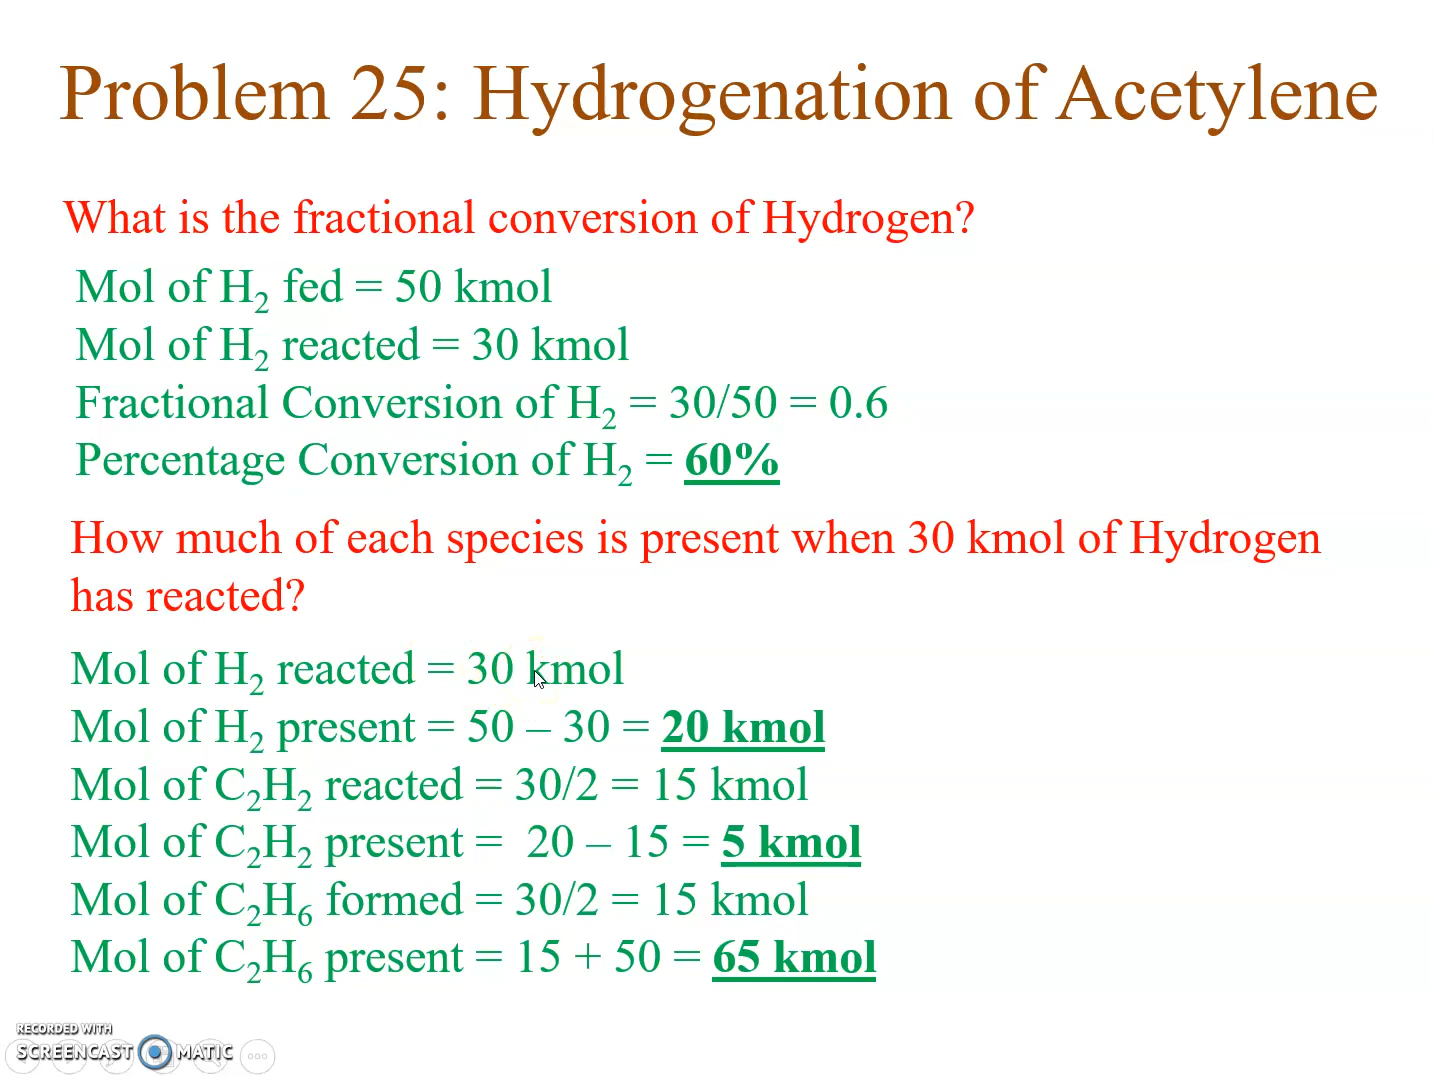 Problem 25: Hydrogenation of Acetylene
What is the fractional conversion of Hydrogen?
Mol of H₂ fed = 50 kmol
Mol of H₂ reacted = 30 kmol
Fractional Conversion of H₂ = 30/50 = 0.6
Percentage Conversion of H₂ = 60%
How much of each species is present when 30 kmol of Hydrogen
has reacted?
Mol of H₂ reacted = 30 kmol
Mol of H₂ present = 50 – 30 = 20 kmol
Mol of C₂H₂ reacted = 30/2 = 15 kmol
Mol of C₂H₂ present = 20 – 15 = 5 kmol
Mol of C₂H₆ formed = 30/2 = 15 kmol
Mol of C₂H₆ present = 15 + 50 = 65 kmol
RECORDED WITH
SCREENCAST MATIC